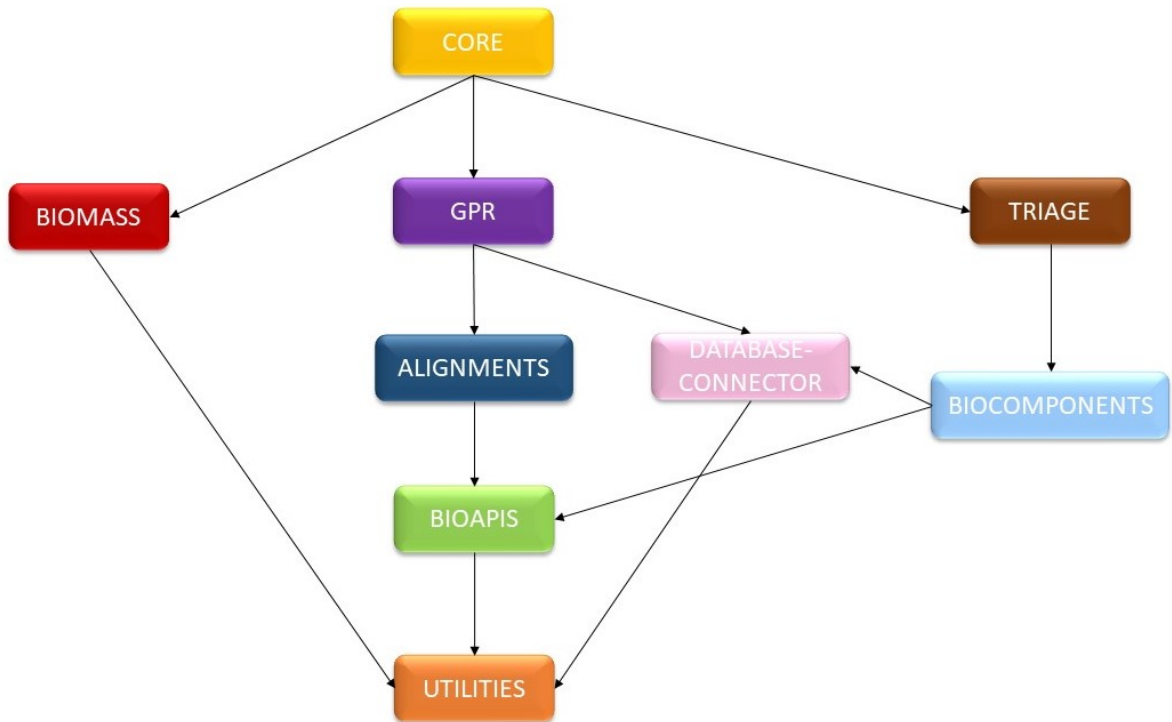 CORE
BIOMASS
GPR
TRIAGE
ALIGNMENTS
DATABASE-
CONNECTOR
BIOCOMPONENTS
BIOAPIS
UTILITIES